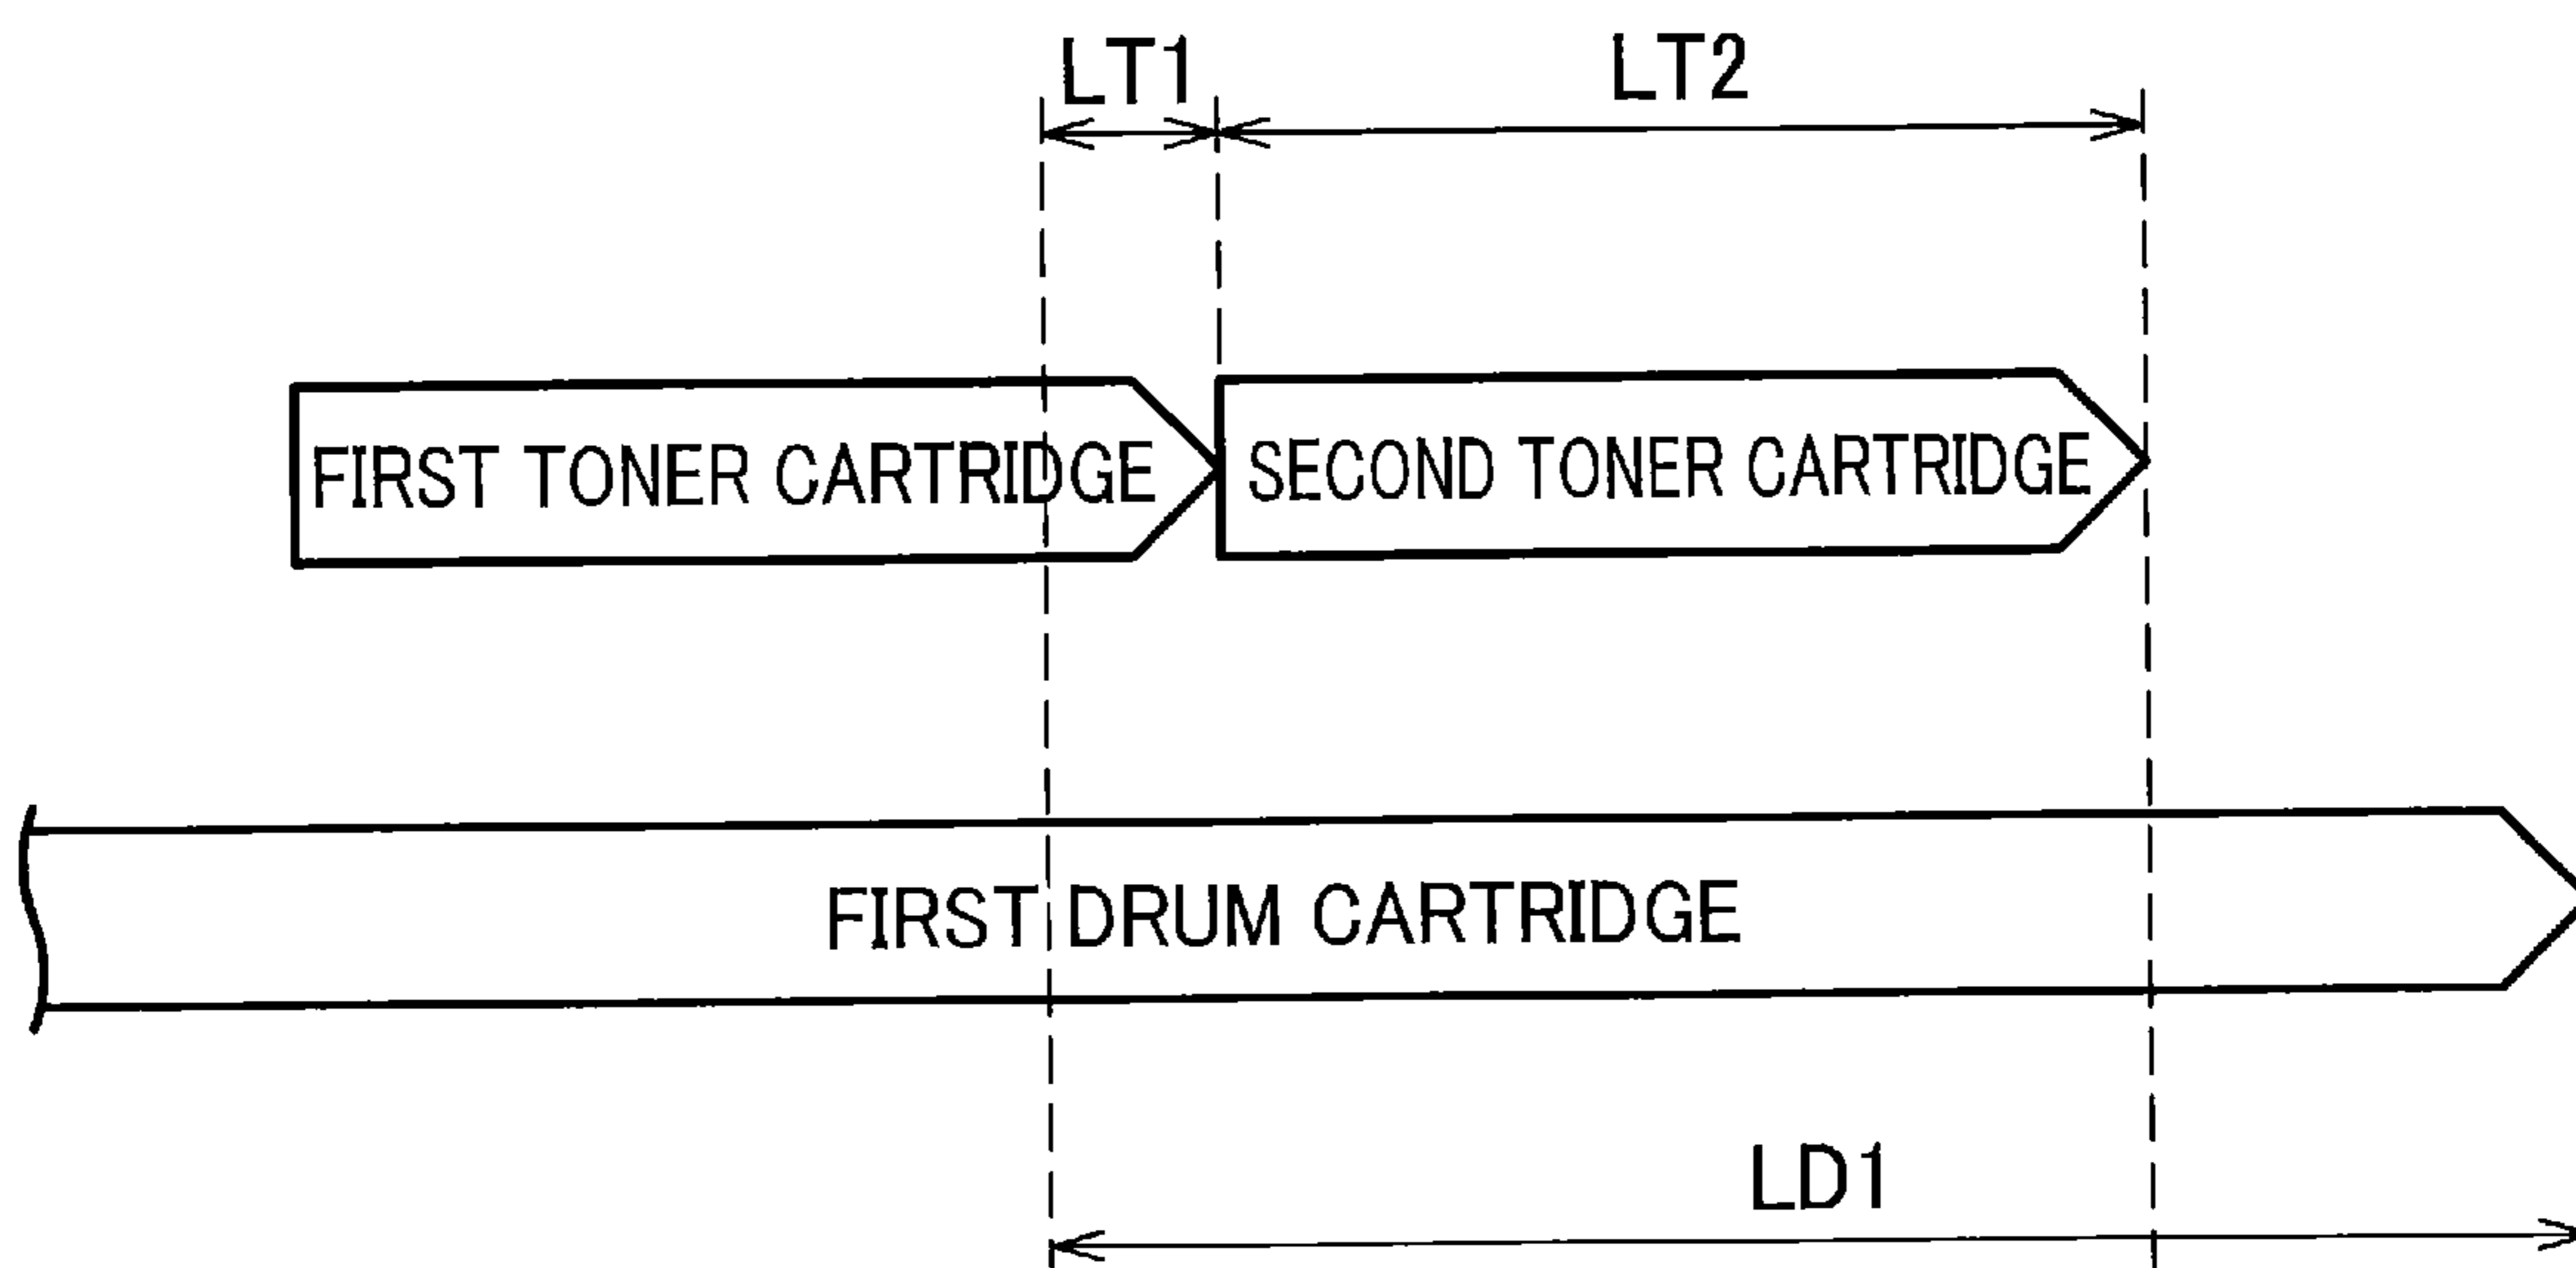 LT1 LT2
FIRST TONER CARTRIDGE SECOND TONER CARTRIDGE
FIRST DRUM CARTRIDGE
LD1